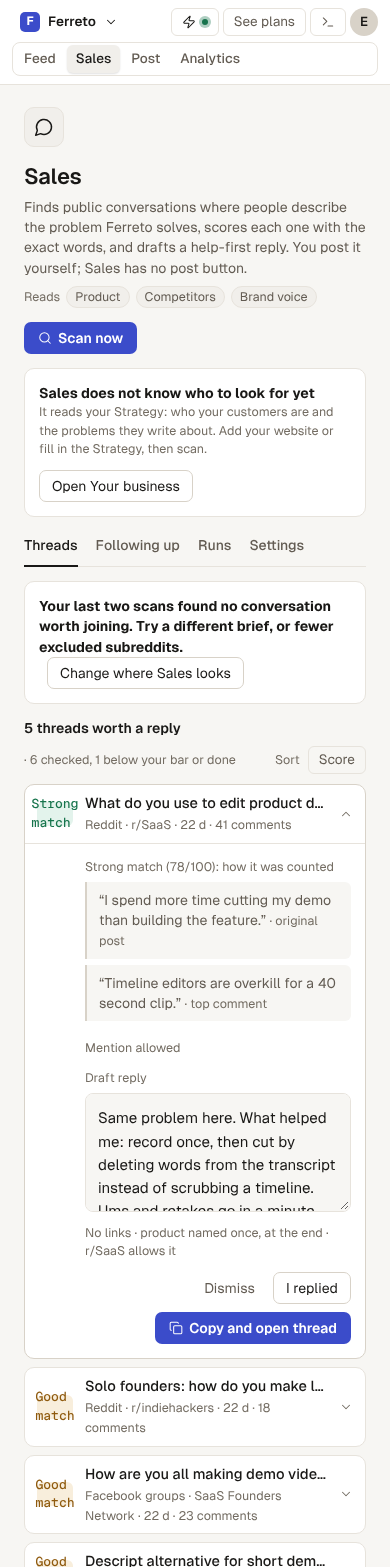 F Ferreto See plans E
Feed Sales Post Analytics
Sales
Finds public conversations where people describe
the problem Ferreto solves, scores each one with the
exact words, and drafts a help-first reply. You post it
yourself; Sales has no post button.
Reads Product Competitors Brand voice
Scan now
Sales does not know who to look for yet
It reads your Strategy: who your customers are and
the problems they write about. Add your website or
fill in the Strategy, then scan.
Open Your business
Threads Following up Runs Settings
Your last two scans found no conversation
worth joining. Try a different brief, or fewer
excluded subreddits.
Change where Sales looks
5 threads worth a reply
· 6 checked, 1 below your bar or done Sort Score
Strong match
What do you use to edit product d...
Reddit · r/SaaS · 22 d · 41 comments
Strong match (78/100): how it was counted
“I spend more time cutting my demo
than building the feature.” · original
post
“Timeline editors are overkill for a 40
second clip.” · top comment
Mention allowed
Draft reply
Same problem here. What helped
me: record once, then cut by
deleting words from the transcript
instead of scrubbing a timeline.
Ums and retakes go in a minute
No links · product named once, at the end ·
r/SaaS allows it
Dismiss I replied
Copy and open thread
Good match
Solo founders: how do you make l...
Reddit · r/indiehackers · 22 d · 18
comments
Good match
How are you all making demo vide...
Facebook groups · SaaS Founders
Network · 22 d · 23 comments
Good
Descript alternative for short dem...